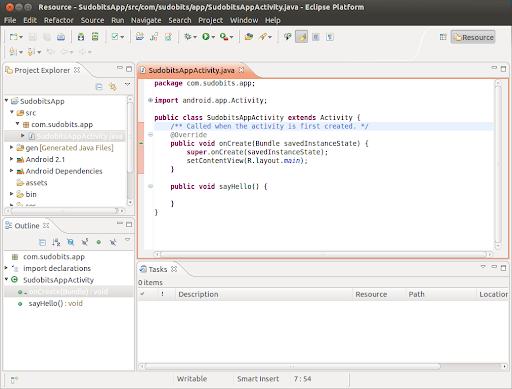 Resource - SudobitsApp/src/com/sudobits/app/SudobitsAppActivity.java - Eclipse Platform
File Edit Refactor Source Run Navigate Search Project Window Help
Resource
Project Explorer
SudobitsApp
src
com.sudobits.app
SudobitsAppActivity.java
gen [Generated Java Files]
Android 2.1
Android Dependencies
assets
bin
Outline
com.sudobits.app
import declarations
SudobitsAppActivity
onCreate(Bundle) : void
sayHello() : void
SudobitsAppActivity.java
package com.sudobits.app;
import android.app.Activity;
public class SudobitsAppActivity extends Activity {
/** Called when the activity is first created. */
@Override
public void onCreate(Bundle savedInstanceState) {
super.onCreate(savedInstanceState);
setContentView(R.layout.main);
}
public void sayHello() {
}
}
Tasks
0 items
! Description Resource Path Location
Writable Smart Insert 7 : 54